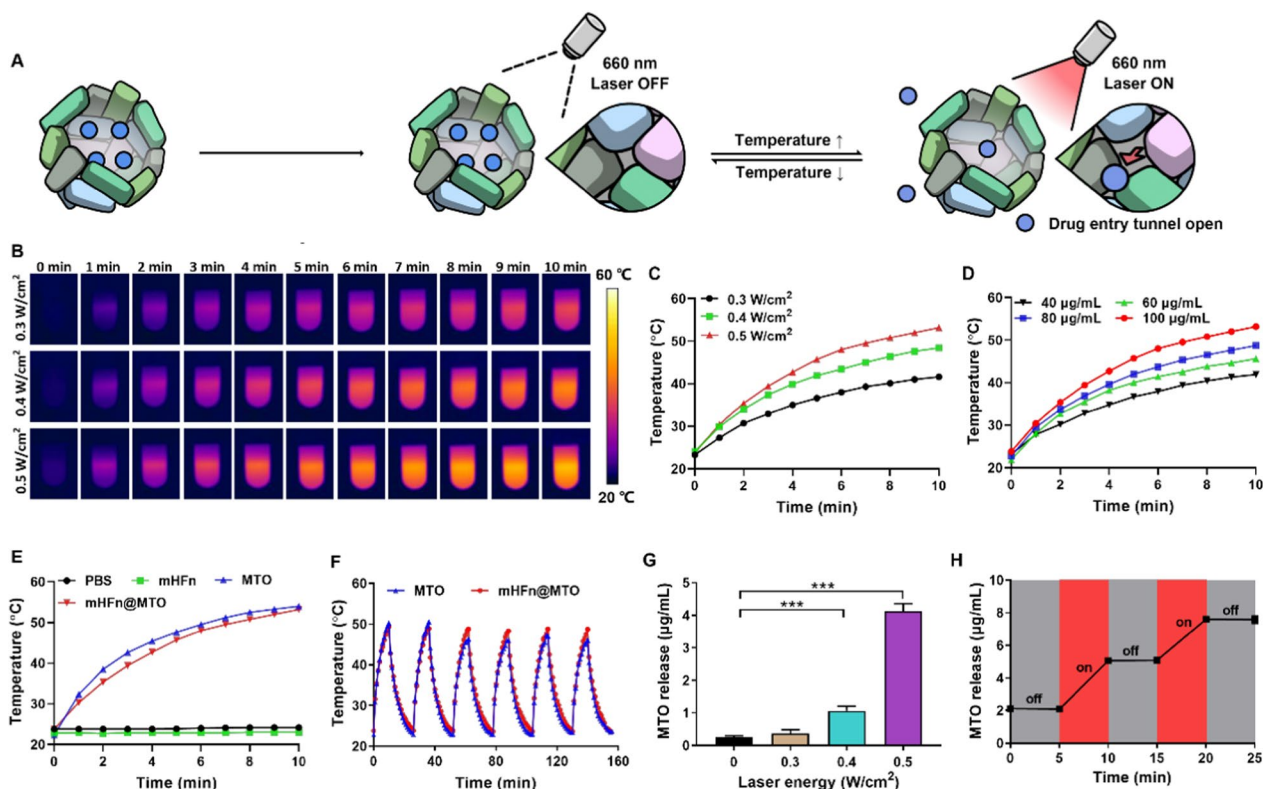 A
660 nm
Laser OFF
Temperature ↑
Temperature ↓
660 nm
Laser ON
Drug entry tunnel open
B
0 min 1 min 2 min 3 min 4 min 5 min 6 min 7 min 8 min 9 min 10 min
0.3 W/cm²
0.4 W/cm²
0.5 W/cm²
60 ℃
20 ℃
C
0.3 W/cm²
0.4 W/cm²
0.5 W/cm²
Temperature (°C)
60
50
40
30
20
0 2 4 6 8 10
Time (min)
D
40 µg/mL 60 µg/mL
80 µg/mL 100 µg/mL
Temperature (°C)
60
50
40
30
20
0 2 4 6 8 10
Time (min)
E
PBS mHFn MTO
mHFn@MTO
Temperature (°C)
60
50
40
30
20
0 2 4 6 8 10
Time (min)
F
MTO mHFn@MTO
Temperature (°C)
60
50
40
30
20
0 40 80 120 160
Time (min)
G
MTO release (µg/mL)
5
4
3
2
1
0
***
***
0 0.3 0.4 0.5
Laser energy (W/cm²)
H
MTO release (µg/mL)
10
8
6
4
2
0
off on off on off
0 5 10 15 20 25
Time (min)